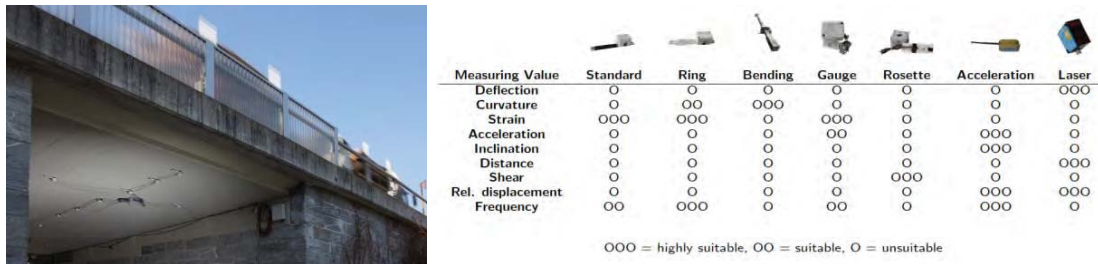 Measuring Value Standard Ring Bending Gauge Rosette Acceleration Laser
Deflection O O O O O O OOO
Curvature O OO OOO O O O O
Strain OOO OOO O OOO O O O
Acceleration O O O OO O OOO O
Inclination O O O O O OOO O
Distance O O O O O O OOO
Shear O O O O OOO O O
Rel. displacement O O O O O OOO OOO
Frequency OO OOO O OO O OOO O
OOO = highly suitable, OO = suitable, O = unsuitable